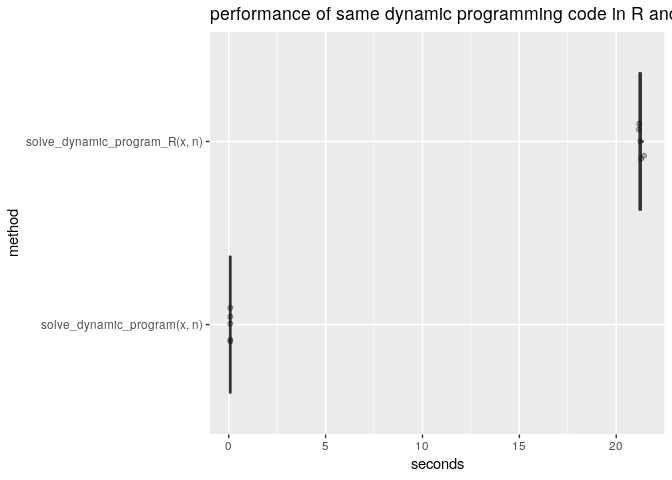 performance of same dynamic programming code in R and
solve_dynamic_program_R(x, n)
method
solve_dynamic_program(x, n)
0 5 10 15 20
seconds